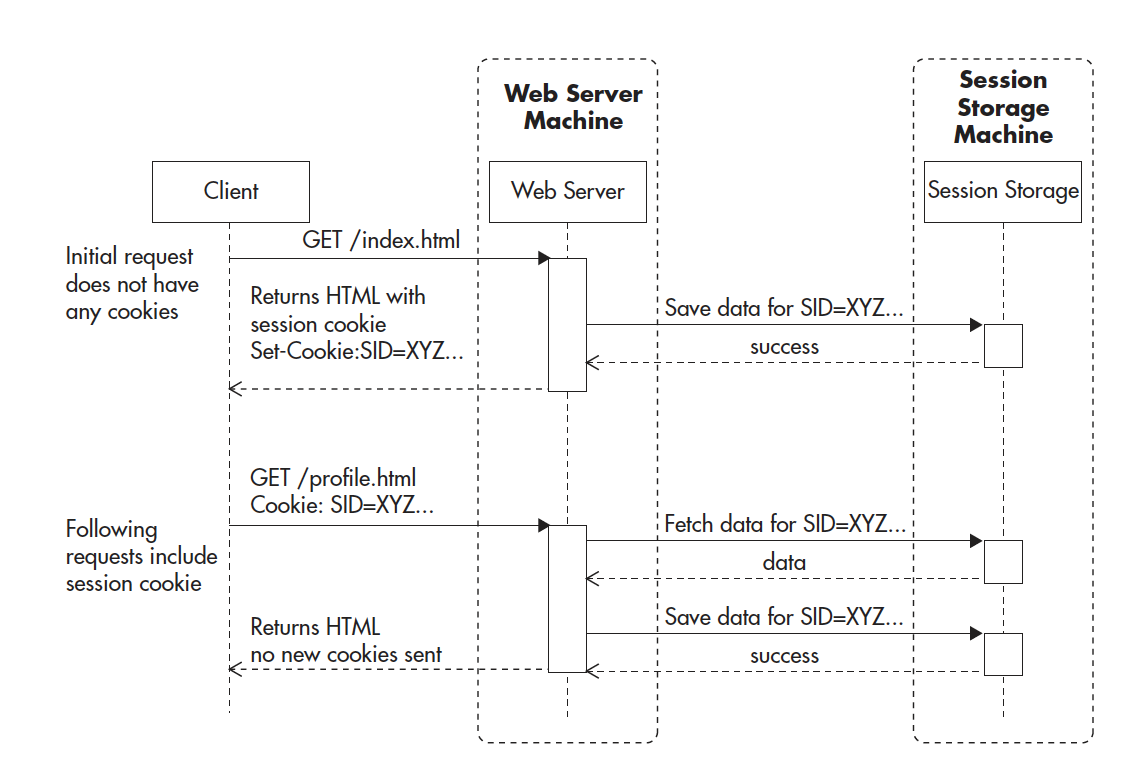 Web Server
Machine
Session
Storage
Machine
Client
Web Server
Session Storage
Initial request
does not have
any cookies
GET /index.html
Returns HTML with
session cookie
Set-Cookie:SID=XYZ...
Save data for SID=XYZ...
success
Following
requests include
session cookie
GET /profile.html
Cookie: SID=XYZ...
Fetch data for SID=XYZ...
data
Save data for SID=XYZ...
success
Returns HTML
no new cookies sent